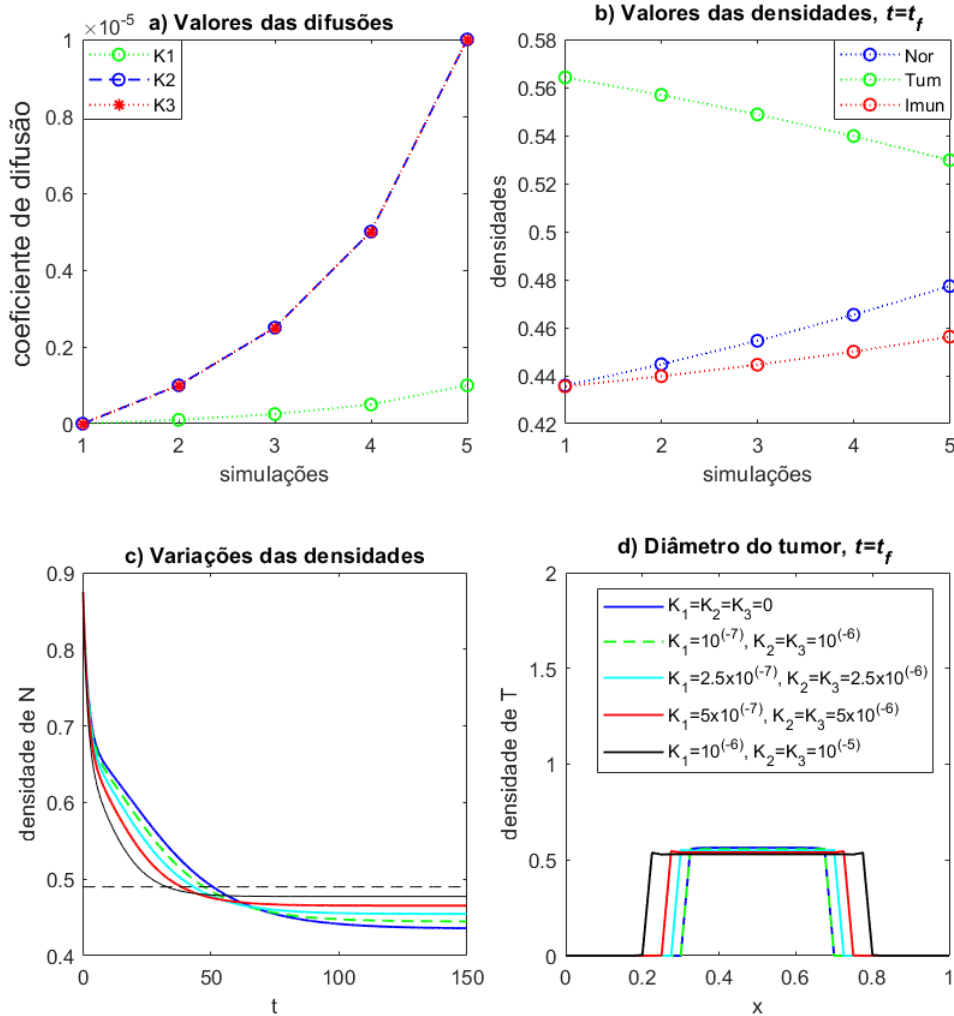 a) Valores das difusões
×10^-5
K1
K2
K3
1
0.8
0.6
0.4
0.2
0
coeficiente de difusão
1 2 3 4 5
simulações
b) Valores das densidades, t=t_f
Nor
Tum
Imun
0.58
0.56
0.54
0.52
0.5
0.48
0.46
0.44
0.42
densidades
1 2 3 4 5
simulações
c) Variações das densidades
0.9
0.8
0.7
0.6
0.5
0.4
densidade de N
0 50 100 150
t
d) Diâmetro do tumor, t=t_f
K_1=K_2=K_3=0
K_1=10^(-7), K_2=K_3=10^(-6)
K_1=2.5x10^(-7), K_2=K_3=2.5x10^(-6)
K_1=5x10^(-7), K_2=K_3=5x10^(-6)
K_1=10^(-6), K_2=K_3=10^(-5)
2
1.5
1
0.5
0
densidade de T
0 0.2 0.4 0.6 0.8 1
x